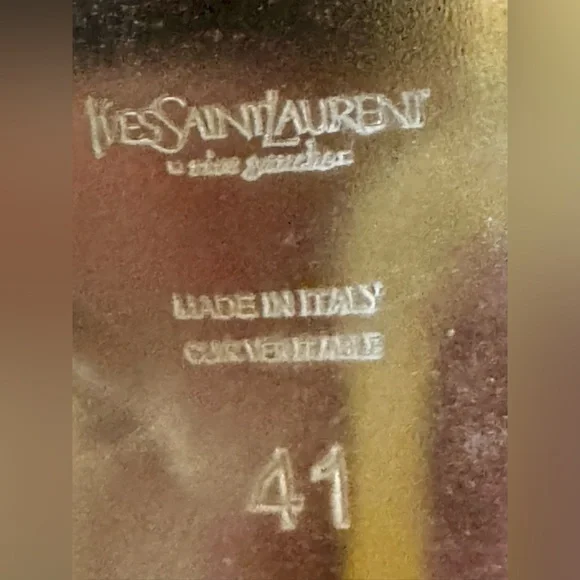 YVESSAINTLAURENT
rive gauche
MADE IN ITALY
CUIR VERITABLE
41